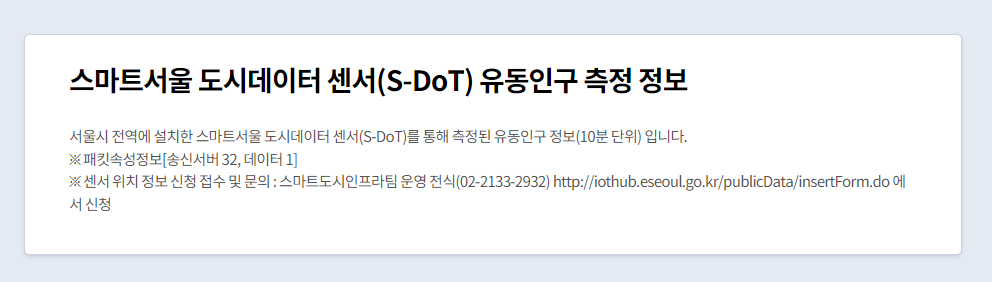 스마트서울 도시데이터 센서(S-DoT) 유동인구 측정 정보
서울시 전역에 설치한 스마트서울 도시데이터 센서(S-DoT)를 통해 측정된 유동인구 정보(10분 단위) 입니다.
※ 패킷속성정보[송신서버 32, 데이터 1]
※ 센서 위치 정보 신청 접수 및 문의 : 스마트도시인프라팀 운영 전식(02-2133-2932) http://iothub.eseoul.go.kr/publicData/insertForm.do 에
서 신청